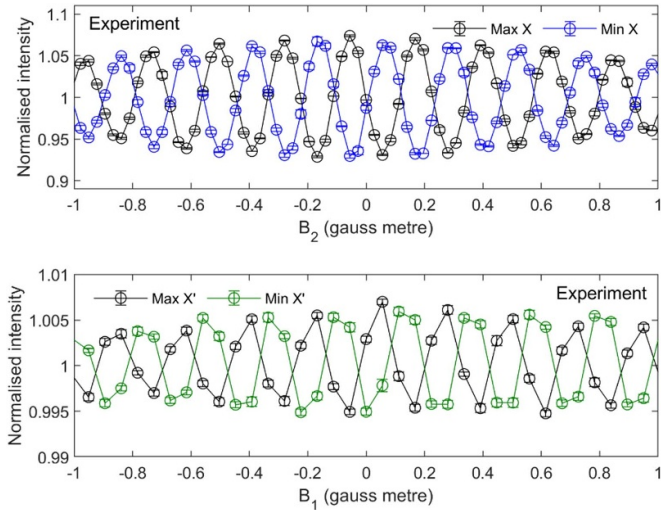 Experiment
Max X
Min X
Normalised intensity
1.1
1.05
1
0.95
0.9
-1 -0.8 -0.6 -0.4 -0.2 0 0.2 0.4 0.6 0.8 1
B2 (gauss metre)
Max X'
Min X'
Experiment
Normalised intensity
1.01
1.005
1
0.995
0.99
-1 -0.8 -0.6 -0.4 -0.2 0 0.2 0.4 0.6 0.8 1
B1 (gauss metre)